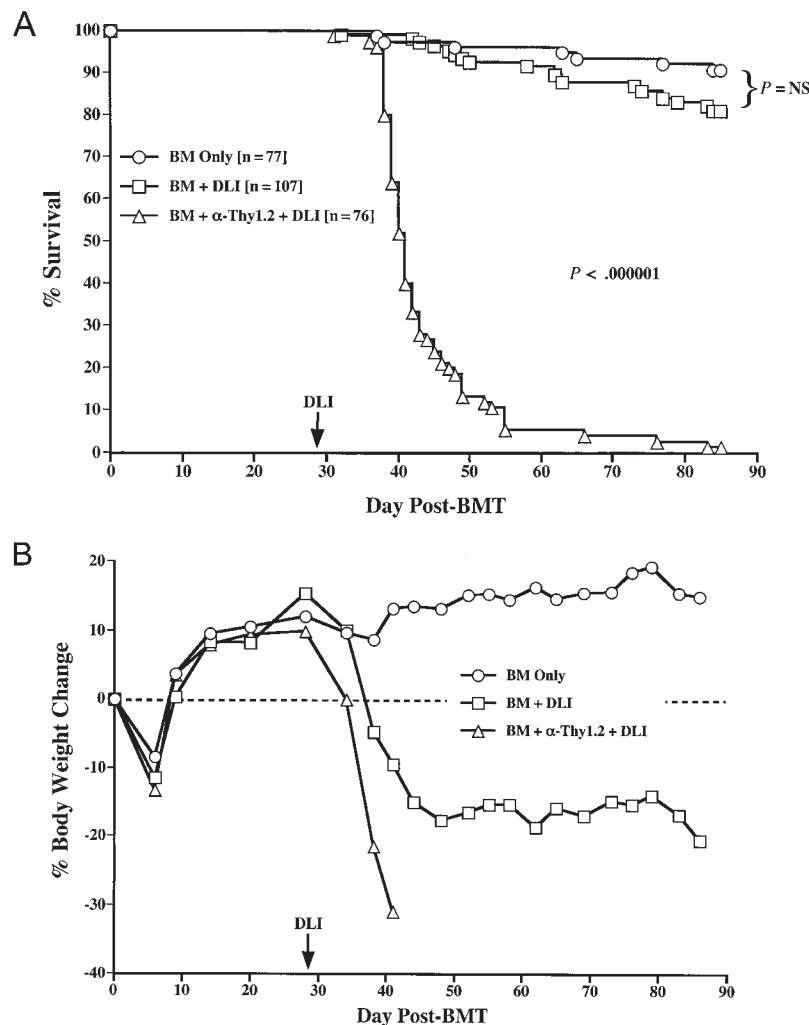 A
100
90
80
70
60
50
40
30
20
10
0
% Survival
BM Only [n = 77]
BM + DLI [n = 107]
BM + α-Thy1.2 + DLI [n = 76]
} P = NS
P < .000001
DLI
0 10 20 30 40 50 60 70 80 90
Day Post-BMT
B
20
10
0
-10
-20
-30
-40
% Body Weight Change
BM Only
BM + DLI
BM + α-Thy1.2 + DLI
DLI
0 10 20 30 40 50 60 70 80 90
Day Post-BMT